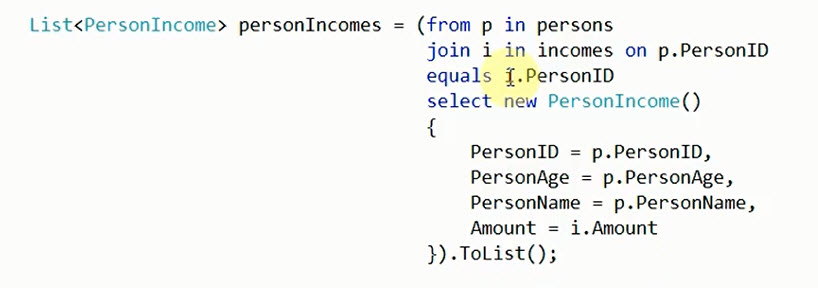 List<PersonIncome> personIncomes = (from p in persons
join i in incomes on p.PersonID
equals i.PersonID
select new PersonIncome()
{
PersonID = p.PersonID,
PersonAge = p.PersonAge,
PersonName = p.PersonName,
Amount = i.Amount
}).ToList();